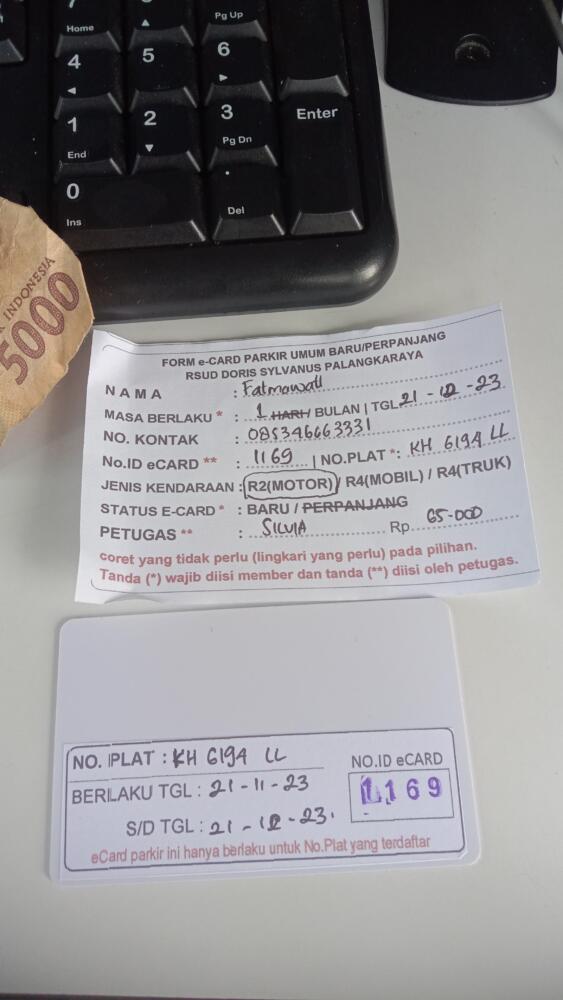 7
Home
Pg Up
4
5
6
1
End
2
3
Pg Dn
Enter
0
Ins
.
Del
INDONESIA
5000
FORM e-CARD PARKIR UMUM BARU/PERPANJANG
RSUD DORIS SYLVANUS PALANGKARAYA
NAMA : Fatmawati
MASA BERLAKU * : 1 HARI/ BULAN | TGL 21 - 12 - 23
NO. KONTAK : 085346663331
No.ID eCARD ** : 1169 | NO.PLAT *: KH 6194 LL
JENIS KENDARAAN : R2(MOTOR)/ R4(MOBIL) / R4(TRUK)
STATUS E-CARD * : BARU / PERPANJANG
PETUGAS ** : SILVIA Rp. 65.000
coret yang tidak perlu (lingkari yang perlu) pada pilihan.
Tanda (*) wajib diisi member dan tanda (**) diisi oleh petugas.
NO. PLAT : KH 6194 LL
NO.ID eCARD
BERLAKU TGL : 21 - 11 - 23
1169
S/D TGL : 21 - 12 - 23.
eCard parkir ini hanya berlaku untuk No.Plat yang terdaftar